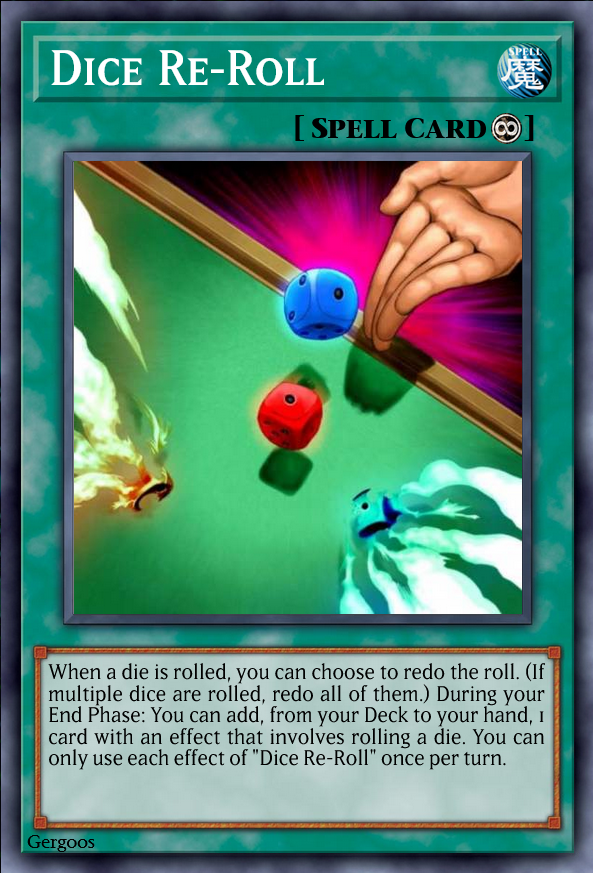 Dice Re-Roll
SPELL
魔
[ Spell Card ]
When a die is rolled, you can choose to redo the roll. (If
multiple dice are rolled, redo all of them.) During your
End Phase: You can add, from your Deck to your hand, 1
card with an effect that involves rolling a die. You can
only use each effect of "Dice Re-Roll" once per turn.
Gergoos